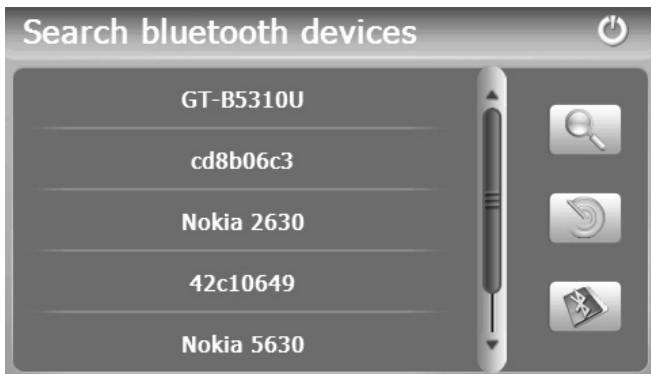 Search bluetooth devices
GT-B5310U
cd8b06c3
Nokia 2630
42c10649
Nokia 5630